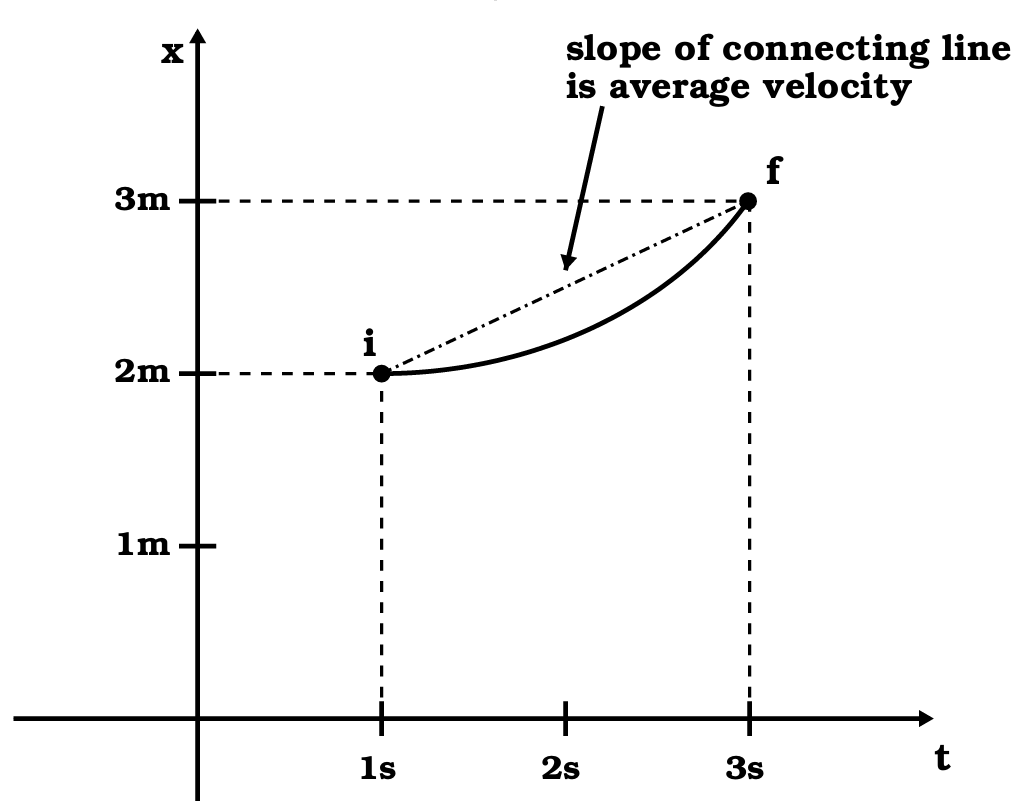 x
slope of connecting line
is average velocity
f
3m
i
2m
1m
1s
2s
3s
t